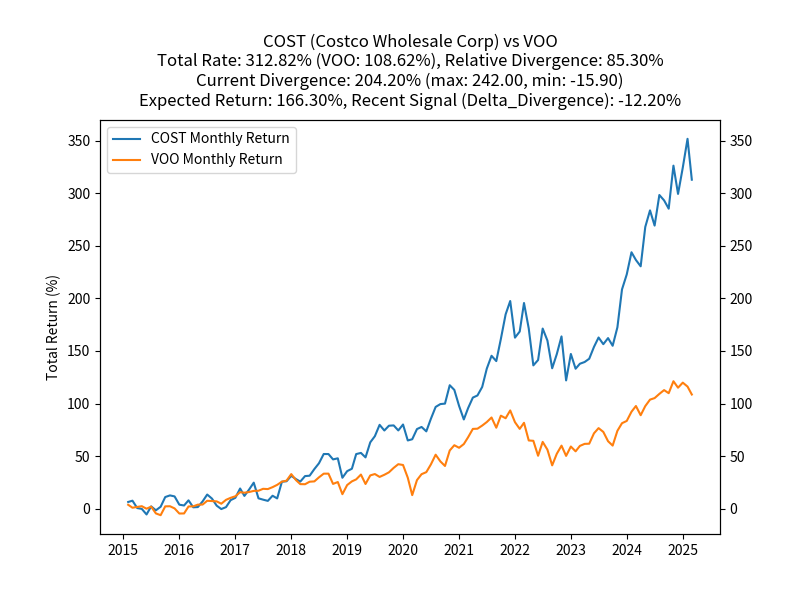 COST (Costco Wholesale Corp) vs VOO
Total Rate: 312.82% (VOO: 108.62%), Relative Divergence: 85.30%
Current Divergence: 204.20% (max: 242.00, min: -15.90)
Expected Return: 166.30%, Recent Signal (Delta_Divergence): -12.20%
COST Monthly Return
VOO Monthly Return
Total Return (%)
350
300
250
200
150
100
50
0
350
300
250
200
150
100
50
0
2015 2016 2017 2018 2019 2020 2021 2022 2023 2024 2025